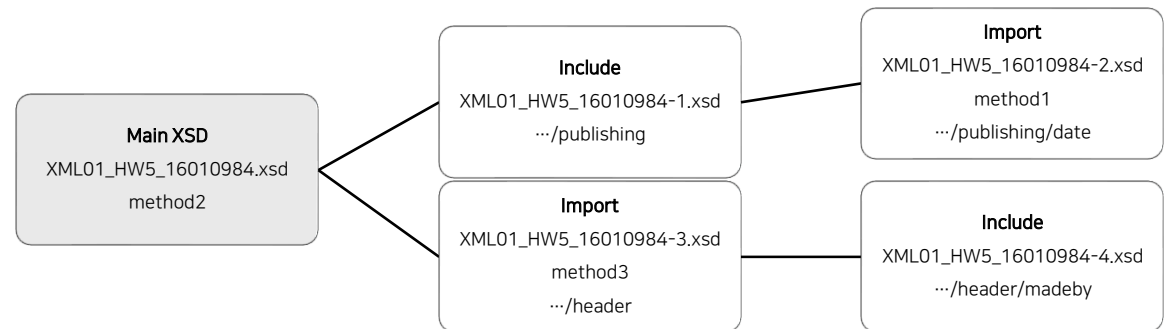 Main XSD
XML01_HW5_16010984.xsd
method2
Include
XML01_HW5_16010984-1.xsd
…/publishing
Import
XML01_HW5_16010984-2.xsd
method1
…/publishing/date
Import
XML01_HW5_16010984-3.xsd
method3
…/header
Include
XML01_HW5_16010984-4.xsd
…/header/madeby